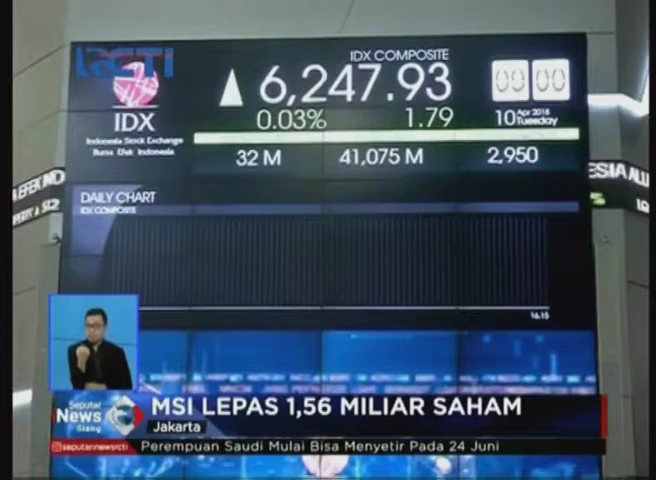 RCTI
IDX COMPOSITE
6,247.93
09 00
IDX
0.03% 1.79
10 Apr 2018
Tuesday
Indonesia Stock Exchange
Bursa Efek Indonesia
32 M 41,075 M 2,950
DAILY CHART
IDX COMPOSITE
16.15
Seputar
News
Siang
MSI LEPAS 1,56 MILIAR SAHAM
Jakarta
seputarnewsrcti
Perempuan Saudi Mulai Bisa Menyetir Pada 24 Juni